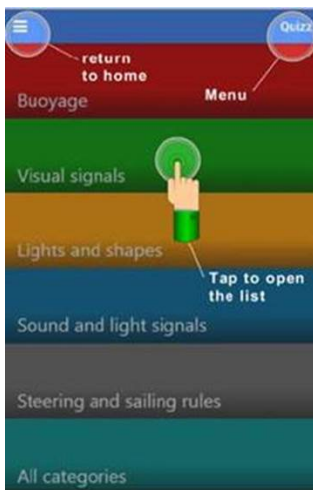 Quizz
return
to home
Menu
Buoyage
Visual signals
Lights and shapes
Tap to open
the list
Sound and light signals
Steering and sailing rules
All categories